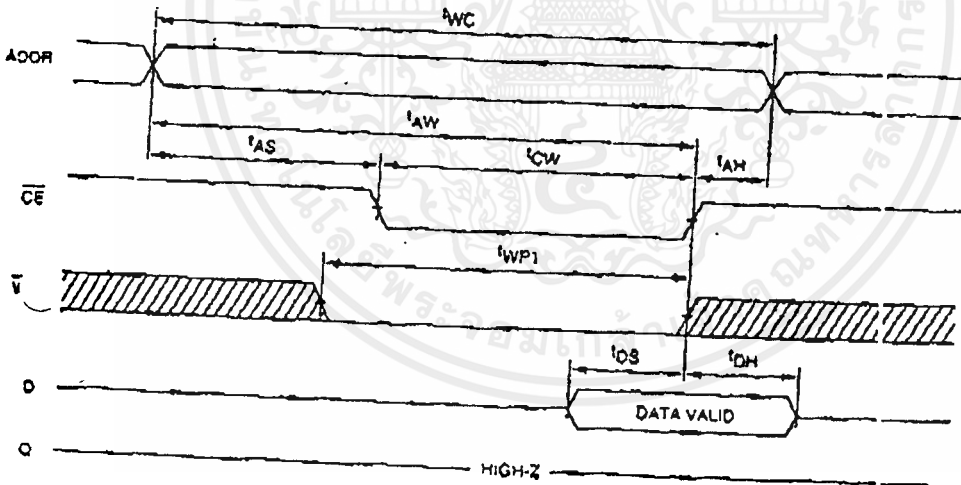 tWC
ADDR
tAW
tAS
tCW
tAH
CE
tWP1
W
tDS
tDH
D
DATA VALID
Q
HIGH-Z